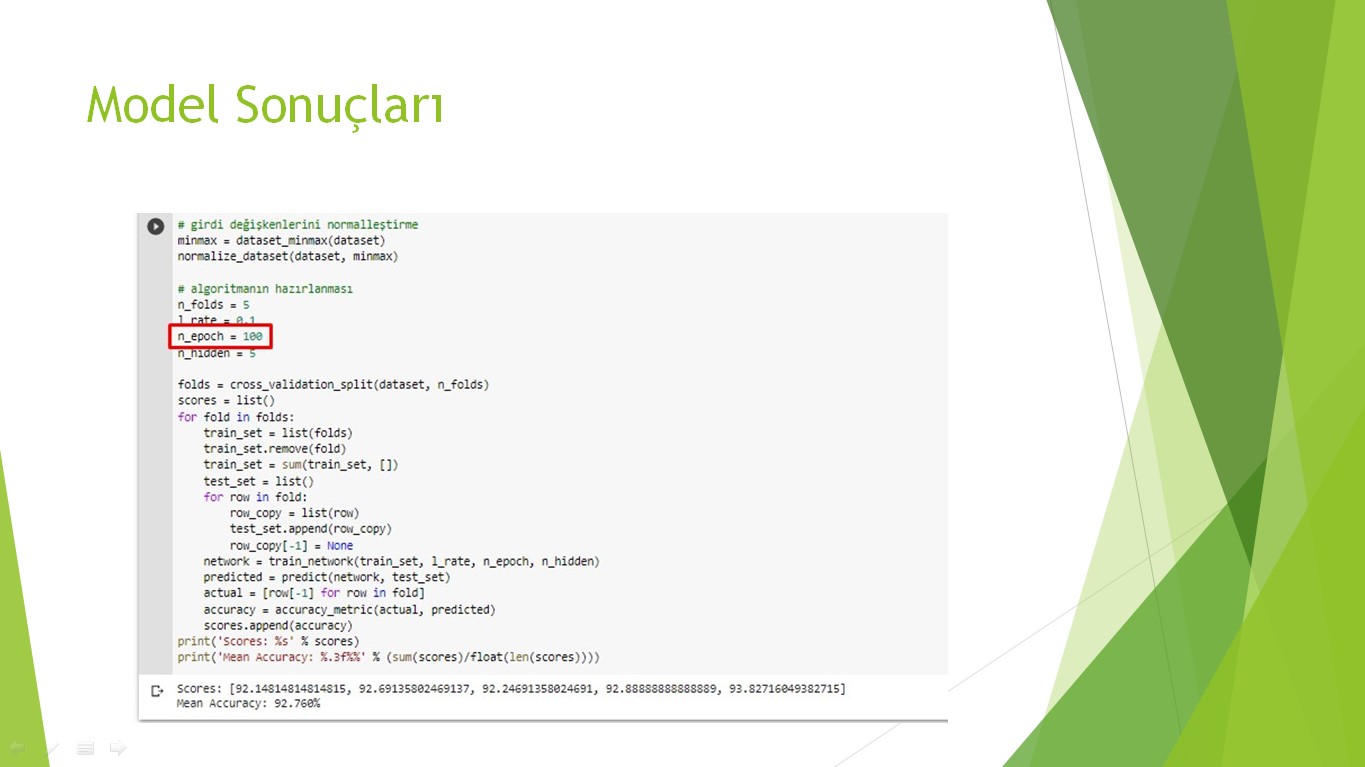 Model Sonuçları
# girdi değişkenlerini normalleştirme
minmax = dataset_minmax(dataset)
normalize_dataset(dataset, minmax)
# algoritmanın hazırlanması
n_folds = 5
l_rate = 0.1
n_epoch = 100
n_hidden = 5
folds = cross_validation_split(dataset, n_folds)
scores = list()
for fold in folds:
    train_set = list(folds)
    train_set.remove(fold)
    train_set = sum(train_set, [])
    test_set = list()
    for row in fold:
        row_copy = list(row)
        test_set.append(row_copy)
        row_copy[-1] = None
    network = train_network(train_set, l_rate, n_epoch, n_hidden)
    predicted = predict(network, test_set)
    actual = [row[-1] for row in fold]
    accuracy = accuracy_metric(actual, predicted)
    scores.append(accuracy)
print('Scores: %s' % scores)
print('Mean Accuracy: %.3f%%' % (sum(scores)/float(len(scores))))
Scores: [92.14814814814815, 92.69135802469137, 92.24691358024691, 92.88888888888889, 93.82716049382715]
Mean Accuracy: 92.760%